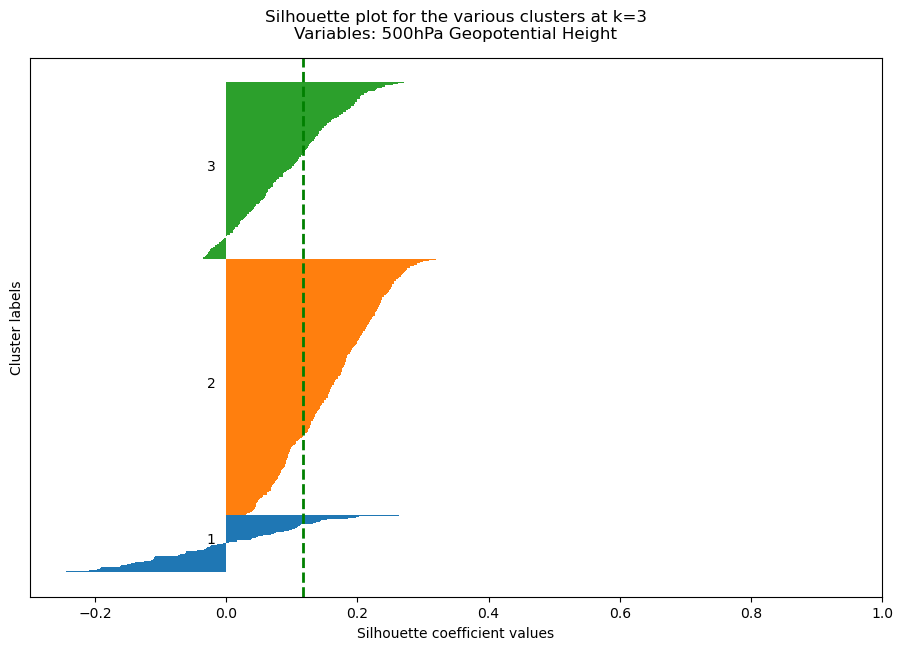 Silhouette plot for the various clusters at k=3
Variables: 500hPa Geopotential Height
Cluster labels
3
2
1
−0.2
0.0
0.2
0.4
0.6
0.8
1.0
Silhouette coefficient values